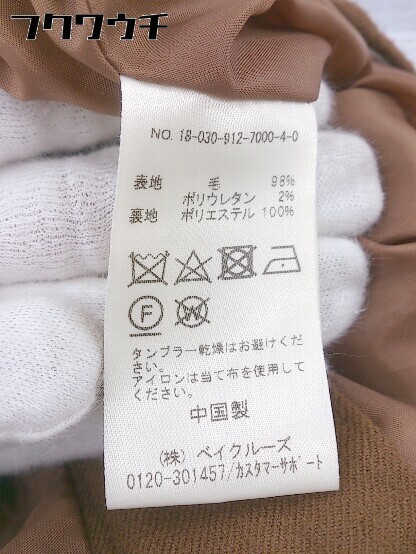 フクワウチ
NO. 18-030-912-7000-4-0
表地 毛 98%
ポリウレタン 2%
裏地 ポリエステル 100%
F W
タンブラー乾燥はお避けくだ
さい。
アイロンは当て布を使用して
ください。
中国製
(株) ベイクルーズ
0120-301457/カスタマーサポート